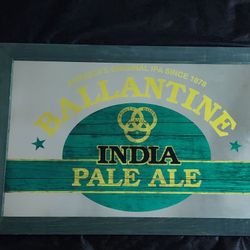 AMERICA'S ORIGINAL IPA SINCE 1878
BALLANTINE
INDIA
PALE ALE